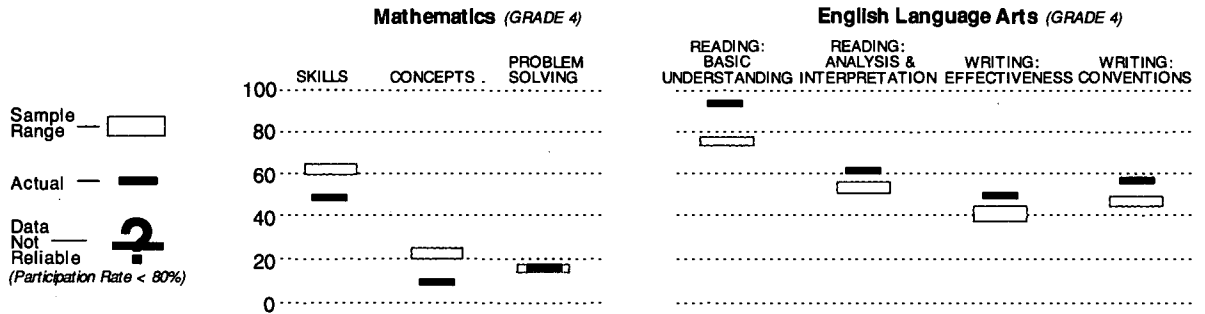 Mathematics (GRADE 4)
English Language Arts (GRADE 4)
SKILLS
CONCEPTS .
PROBLEM
SOLVING
READING:
BASIC
UNDERSTANDING
READING:
ANALYSIS &
INTERPRETATION
WRITING:
EFFECTIVENESS
WRITING:
CONVENTIONS
100
80
60
40
20
0
Sample
Range
Actual
Data
Not
Reliable
?
(Participation Rate < 80%)